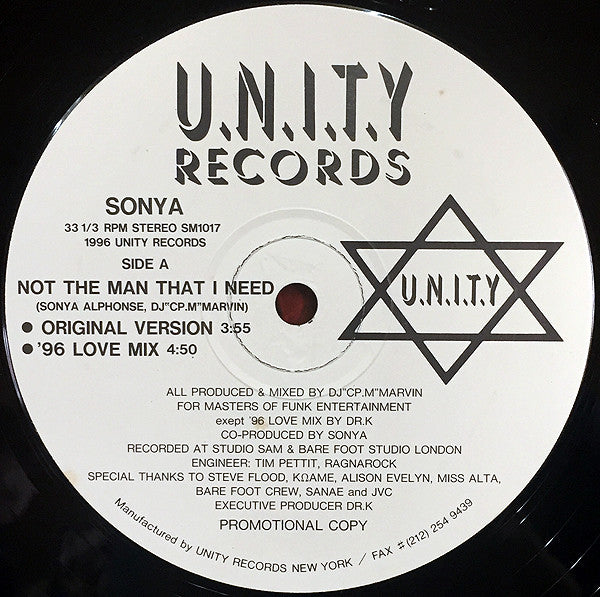 U.N.I.T.Y
RECORDS
SONYA
33 1/3 RPM STEREO SM1017
1996 UNITY RECORDS
SIDE A
NOT THE MAN THAT I NEED
(SONYA ALPHONSE, DJ"CP.M"MARVIN)
● ORIGINAL VERSION 3:55
● '96 LOVE MIX 4:50
U.N.I.T.Y
ALL PRODUCED & MIXED BY DJ"CP.M"MARVIN
FOR MASTERS OF FUNK ENTERTAINMENT
exept '96 LOVE MIX BY DR.K
CO-PRODUCED BY SONYA
RECORDED AT STUDIO SAM & BARE FOOT STUDIO LONDON
ENGINEER: TIM PETTIT, RAGNAROCK
SPECIAL THANKS TO STEVE FLOOD, KΩAME, ALISON EVELYN, MISS ALTA,
BARE FOOT CREW, SANAE and JVC
EXECUTIVE PRODUCER DR.K
PROMOTIONAL COPY
Manufactured by UNITY RECORDS NEW YORK / FAX #(212) 254 9439